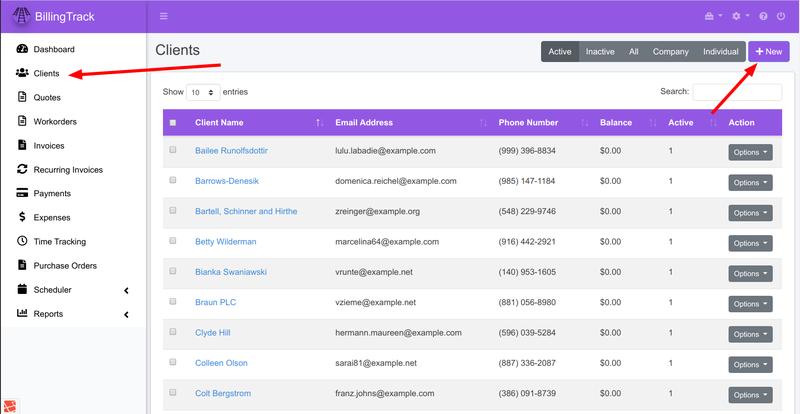 BillingTrack
Dashboard
Clients
Quotes
Workorders
Invoices
Recurring Invoices
Payments
Expenses
Time Tracking
Purchase Orders
Scheduler
Reports
Clients
Active Inactive All Company Individual + New
Show 10 entries Search:
Client Name Email Address Phone Number Balance Active Action
Bailee Runolfsdottir lulu.labadie@example.com (999) 396-8834 $0.00 1 Options
Barrows-Denesik domenica.reichel@example.com (985) 147-1184 $0.00 1 Options
Bartell, Schinner and Hirthe zreinger@example.org (548) 229-9746 $0.00 1 Options
Betty Wilderman marcelina64@example.com (916) 442-2921 $0.00 1 Options
Bianka Swaniawski vrunte@example.net (140) 953-1605 $0.00 1 Options
Braun PLC vzieme@example.net (881) 056-8980 $0.00 1 Options
Clyde Hill hermann.maureen@example.com (596) 039-5284 $0.00 1 Options
Colleen Olson sarai81@example.net (887) 336-2087 $0.00 1 Options
Colt Bergstrom franz.johns@example.com (386) 091-8739 $0.00 1 Options